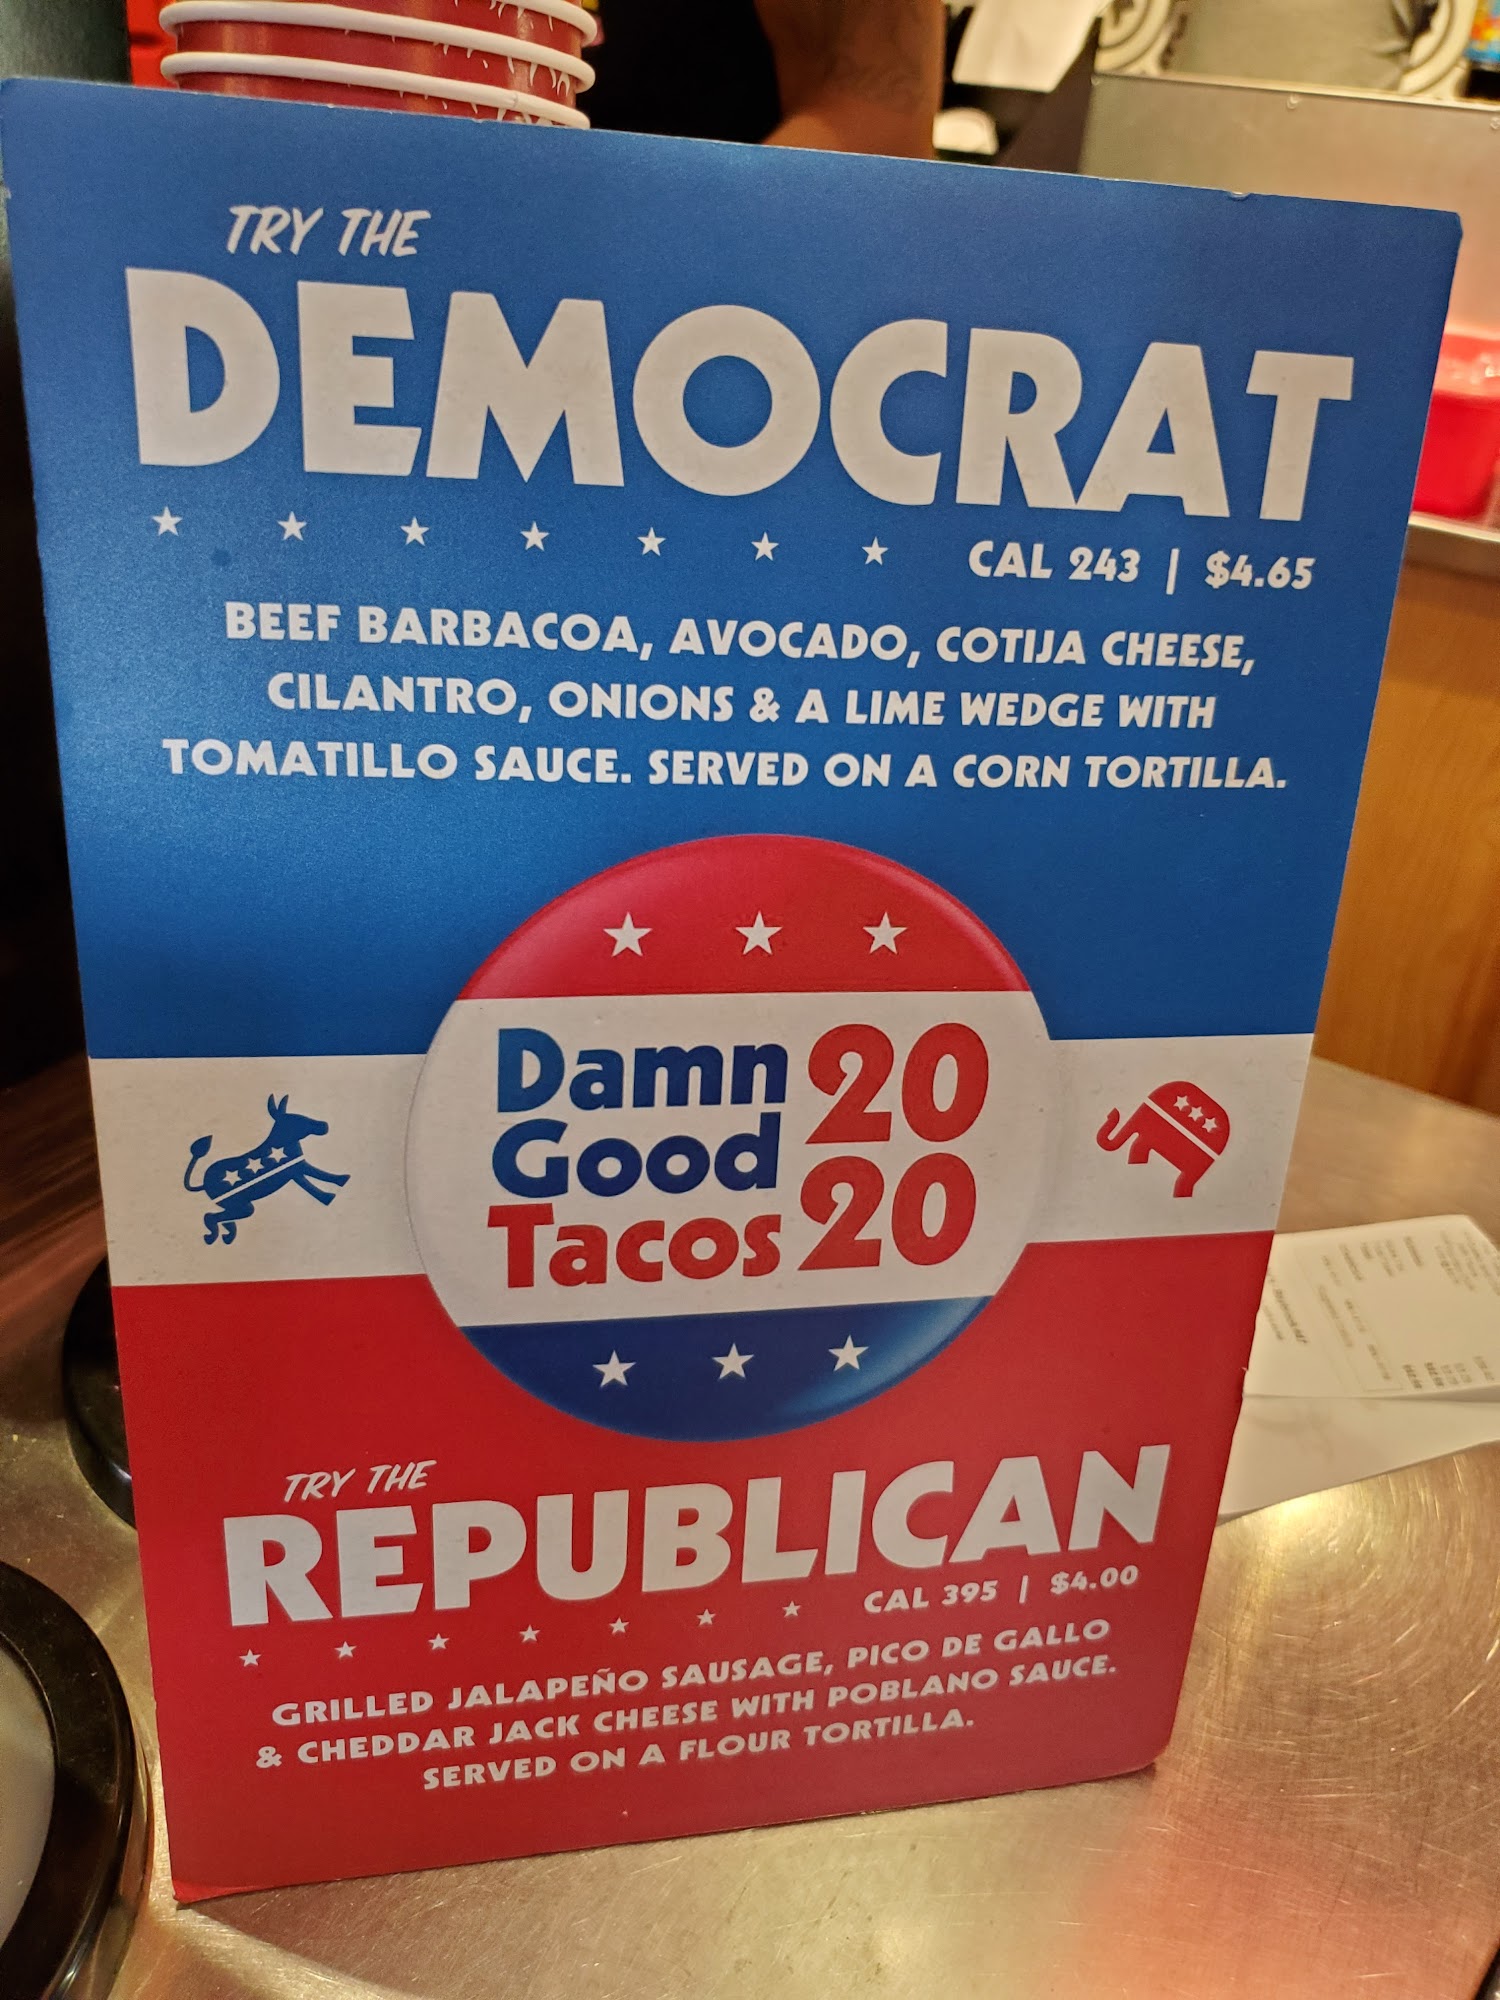 TRY THE
DEMOCRAT
CAL 243 | $4.65
BEEF BARBACOA, AVOCADO, COTIJA CHEESE,
CILANTRO, ONIONS & A LIME WEDGE WITH
TOMATILLO SAUCE. SERVED ON A CORN TORTILLA.
Damn
Good
Tacos
20
20
TRY THE
REPUBLICAN
CAL 395 | $4.00
GRILLED JALAPEÑO SAUSAGE, PICO DE GALLO
& CHEDDAR JACK CHEESE WITH POBLANO SAUCE.
SERVED ON A FLOUR TORTILLA.